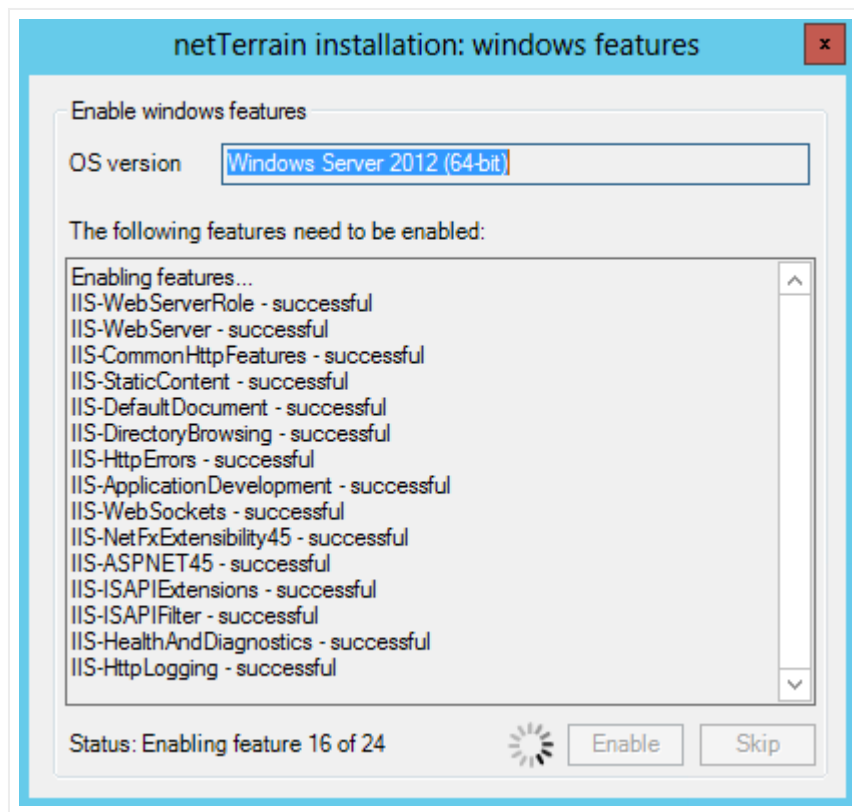 netTerrain installation: windows features
x
Enable windows features
OS version Windows Server 2012 (64-bit)
The following features need to be enabled:
Enabling features...
IIS-WebServerRole - successful
IIS-WebServer - successful
IIS-CommonHttpFeatures - successful
IIS-StaticContent - successful
IIS-DefaultDocument - successful
IIS-DirectoryBrowsing - successful
IIS-HttpErrors - successful
IIS-ApplicationDevelopment - successful
IIS-WebSockets - successful
IIS-NetFxExtensibility45 - successful
IIS-ASPNET45 - successful
IIS-ISAPIExtensions - successful
IIS-ISAPIFilter - successful
IIS-HealthAndDiagnostics - successful
IIS-HttpLogging - successful
Status: Enabling feature 16 of 24 Enable Skip